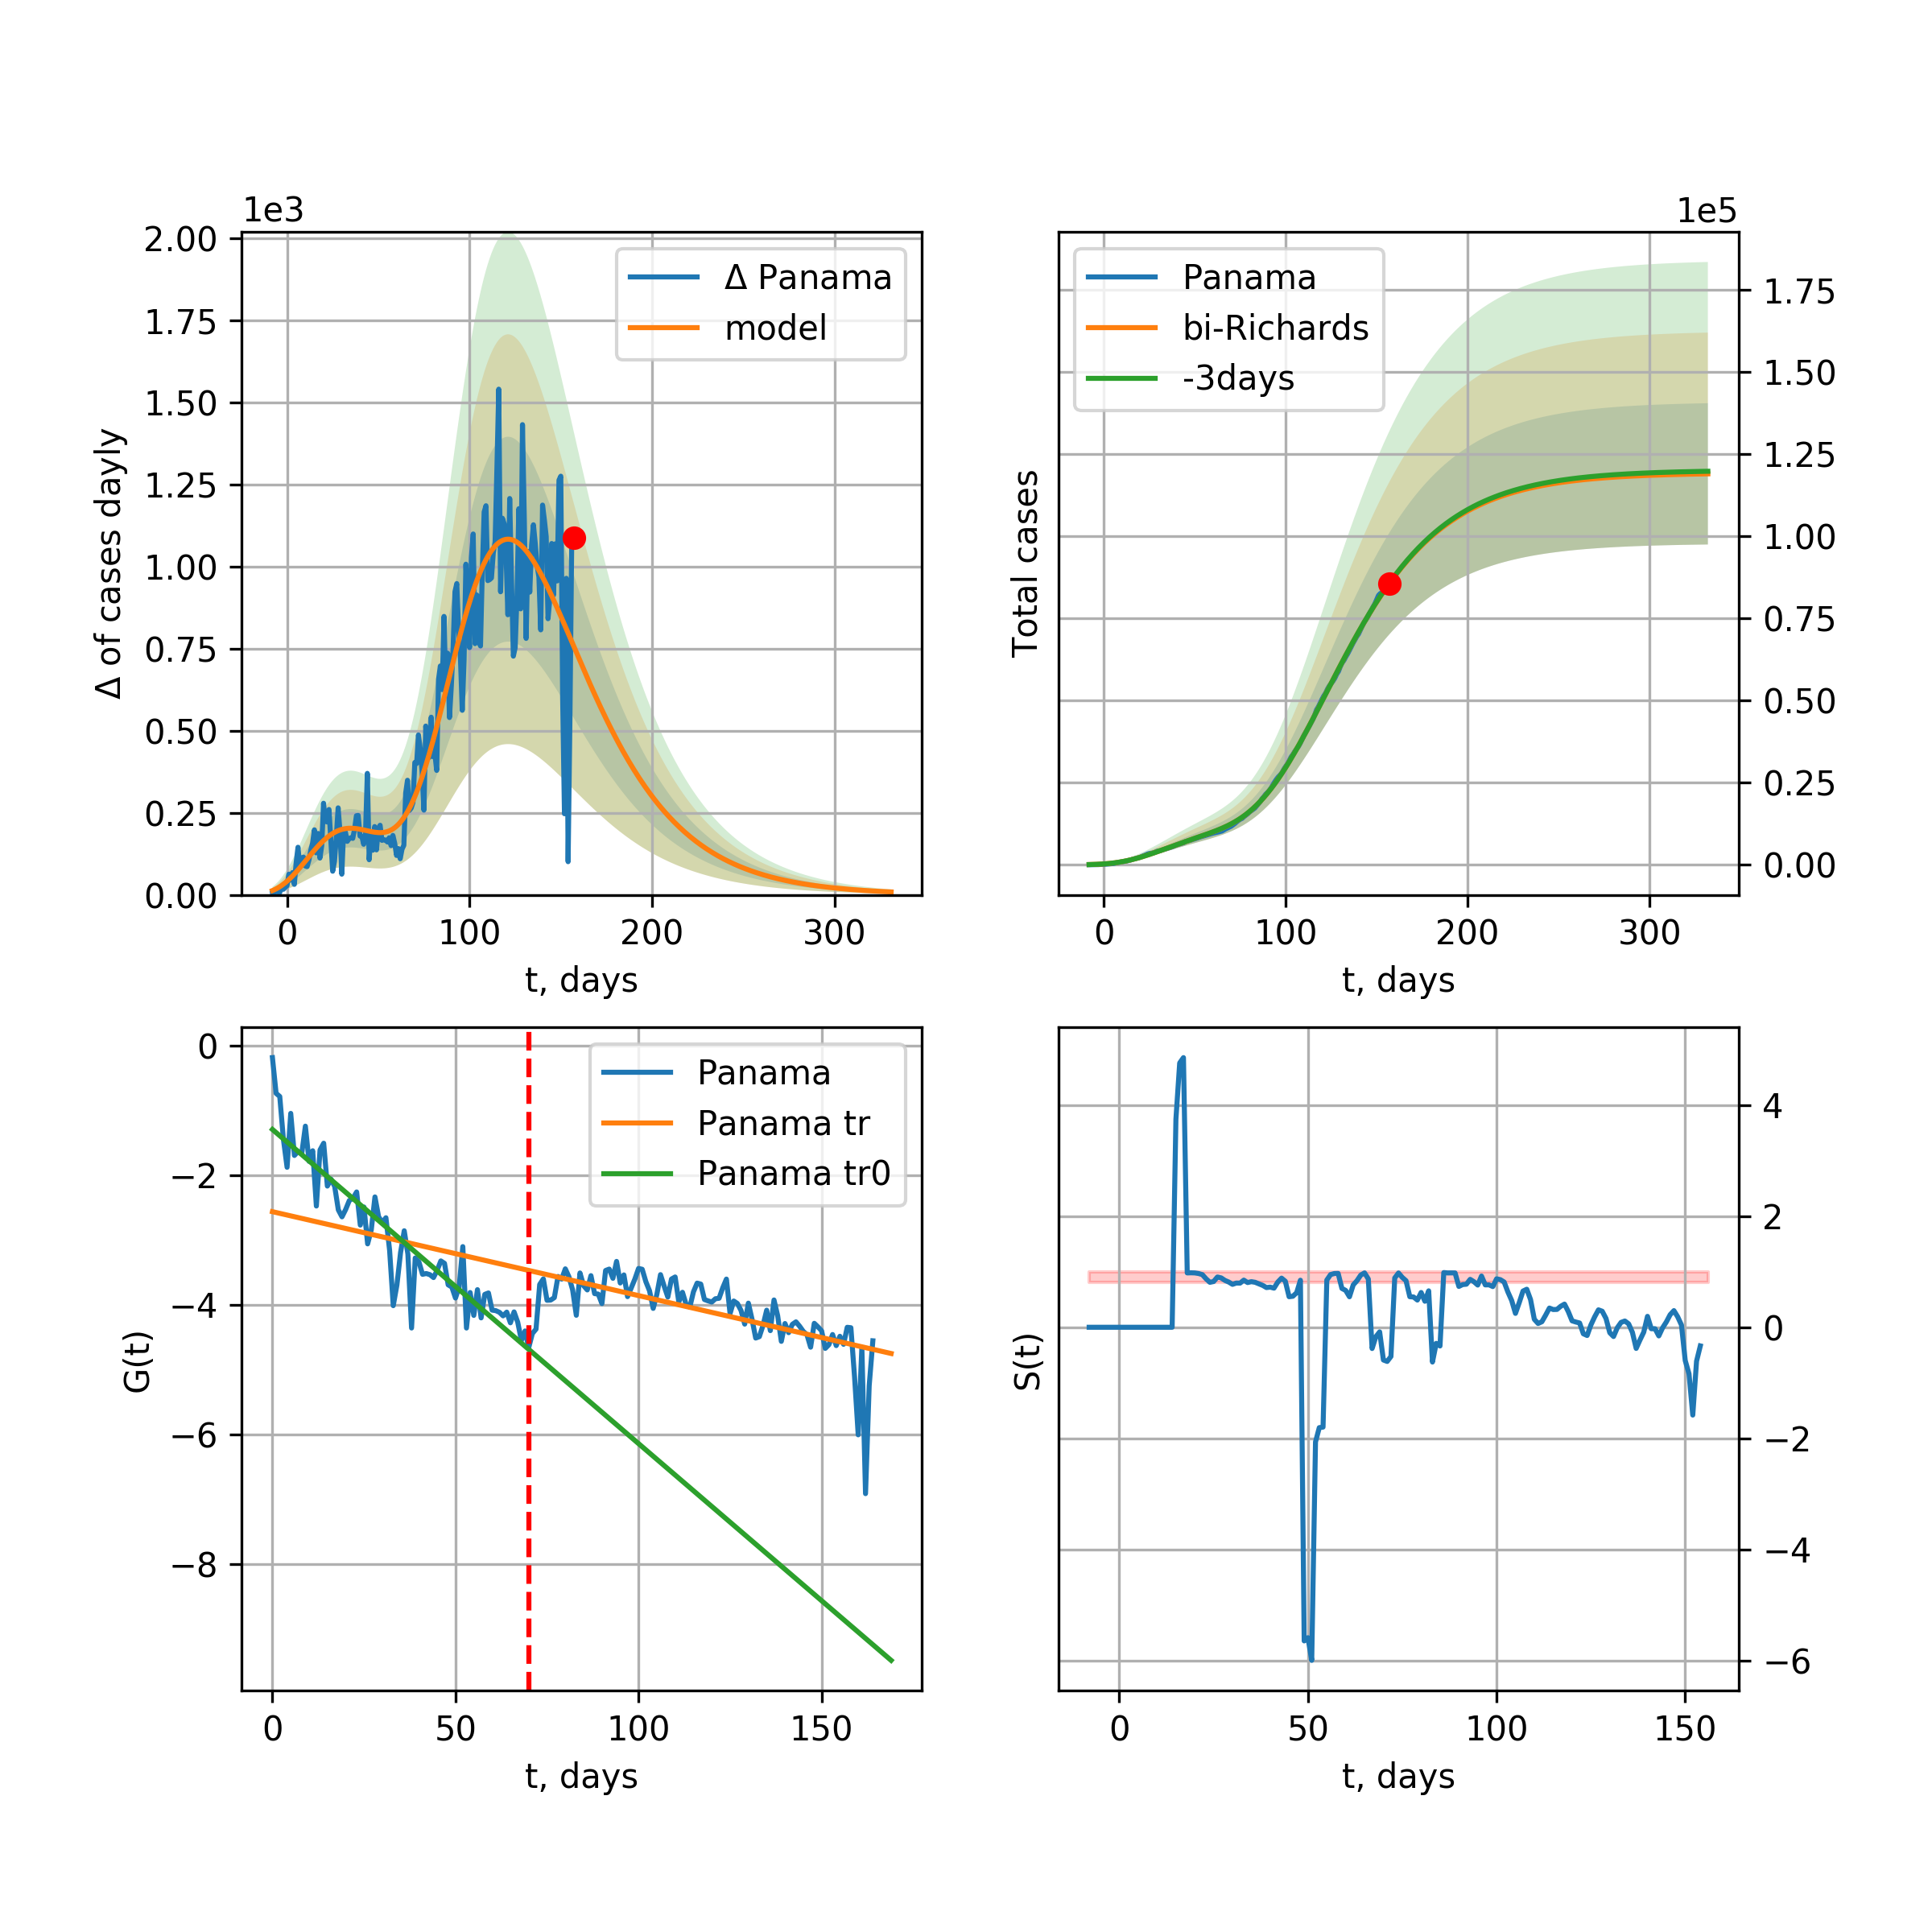 1e3
2.00
1.75
1.50
1.25
1.00
0.75
0.50
0.25
0.00
Δ of cases dayly
Δ Panama
model
0 100 200 300
t, days
1e5
Panama
bi-Richards
-3days
Total cases
1.75
1.50
1.25
1.00
0.75
0.50
0.25
0.00
0 100 200 300
t, days
0
−2
−4
−6
−8
G(t)
Panama
Panama tr
Panama tr0
0 50 100 150
t, days
S(t)
4
2
0
−2
−4
−6
0 50 100 150
t, days